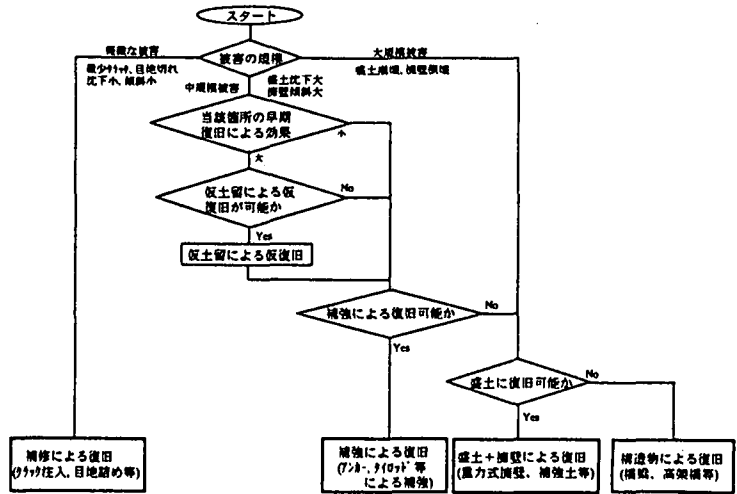 スタート
軽微な被害
微少クラック、目地切れ
沈下小、傾斜小
被害の規模
大規模被害
盛土崩壊、擁壁倒壊
中規模被害
盛土沈下大
擁壁傾斜大
当該箇所の早期
復旧による効果
小
大
仮土留による仮
復旧が可能か
No
Yes
仮土留による仮復旧
補強による復旧可能か
No
Yes
盛土に復旧可能か
No
Yes
補修による復旧
(クラック注入、目地詰め等)
補強による復旧
(アンカー、タイロッド等
による補強)
盛土+擁壁による復旧
(重力式擁壁、補強土等)
構造物による復旧
(橋梁、高架橋等)